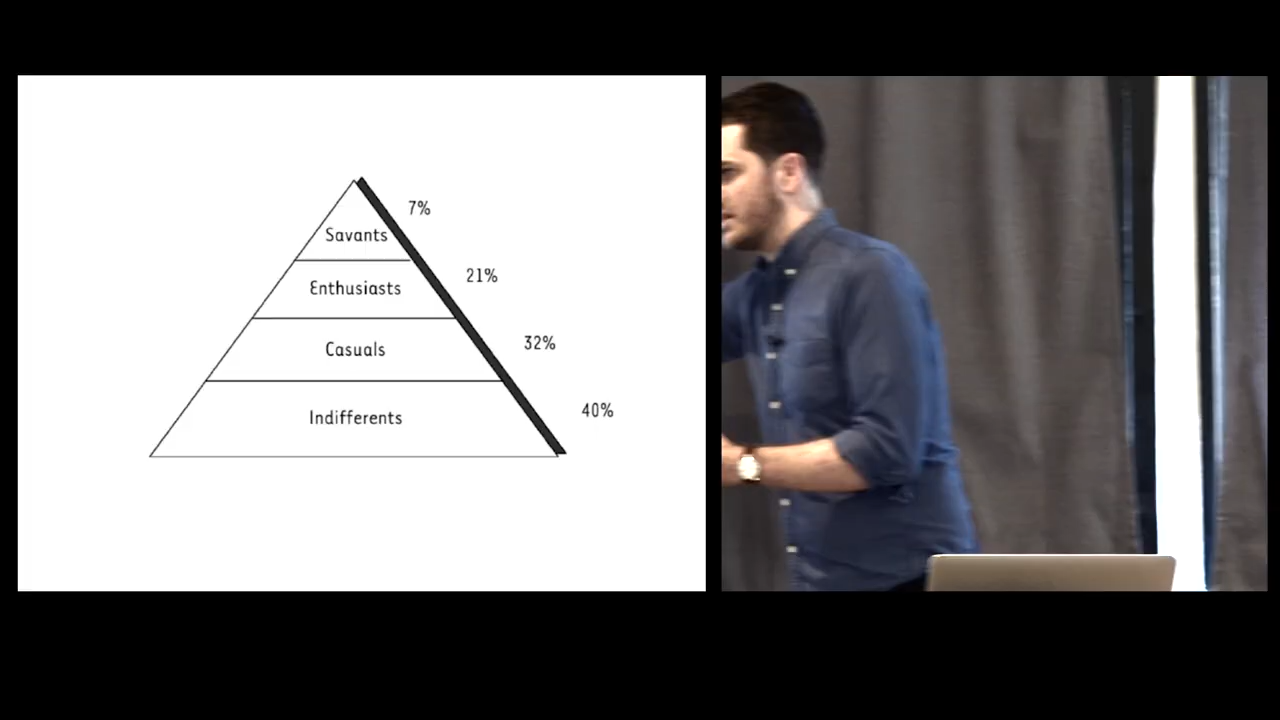 7%
Savants
21%
Enthusiasts
32%
Casuals
40%
Indifferents